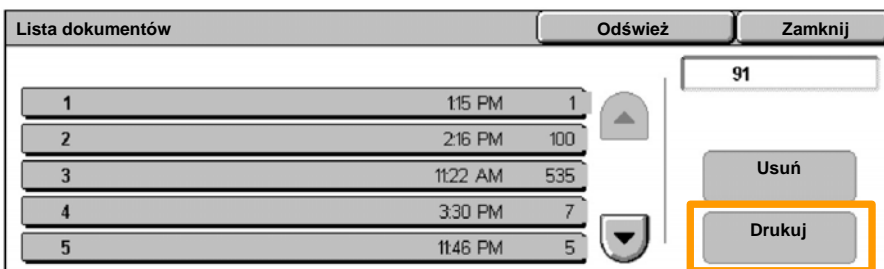 Lista dokumentów Odśwież Zamknij
91
1 1:15 PM 1
2 2:16 PM 100
3 11:22 AM 535
Usuń
4 3:30 PM 7
Drukuj
5 11:46 PM 5